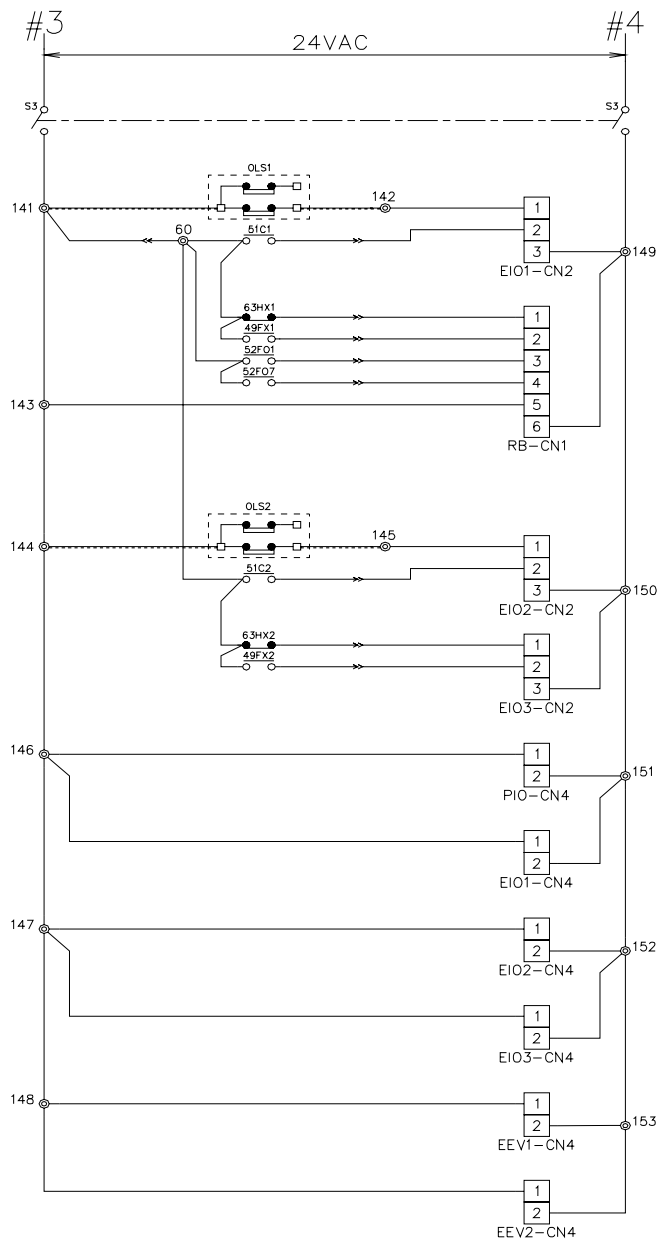 #3 #4
24VAC
S3 S3
OLS1
141 142
1
60 51C1
2
3 149
EIO1-CN2
63HX1 1
49FX1 2
52FO1 3
52FO7 4
143 5
6
RB-CN1
OLS2
144 145 1
51C2 2
3 150
EIO2-CN2
63HX2 1
49FX2 2
3
EIO3-CN2
146 1
2 151
PIO-CN4
1
2
EIO1-CN4
147 1
2 152
EIO2-CN4
1
2
EIO3-CN4
148 1
2 153
EEV1-CN4
1
2
EEV2-CN4